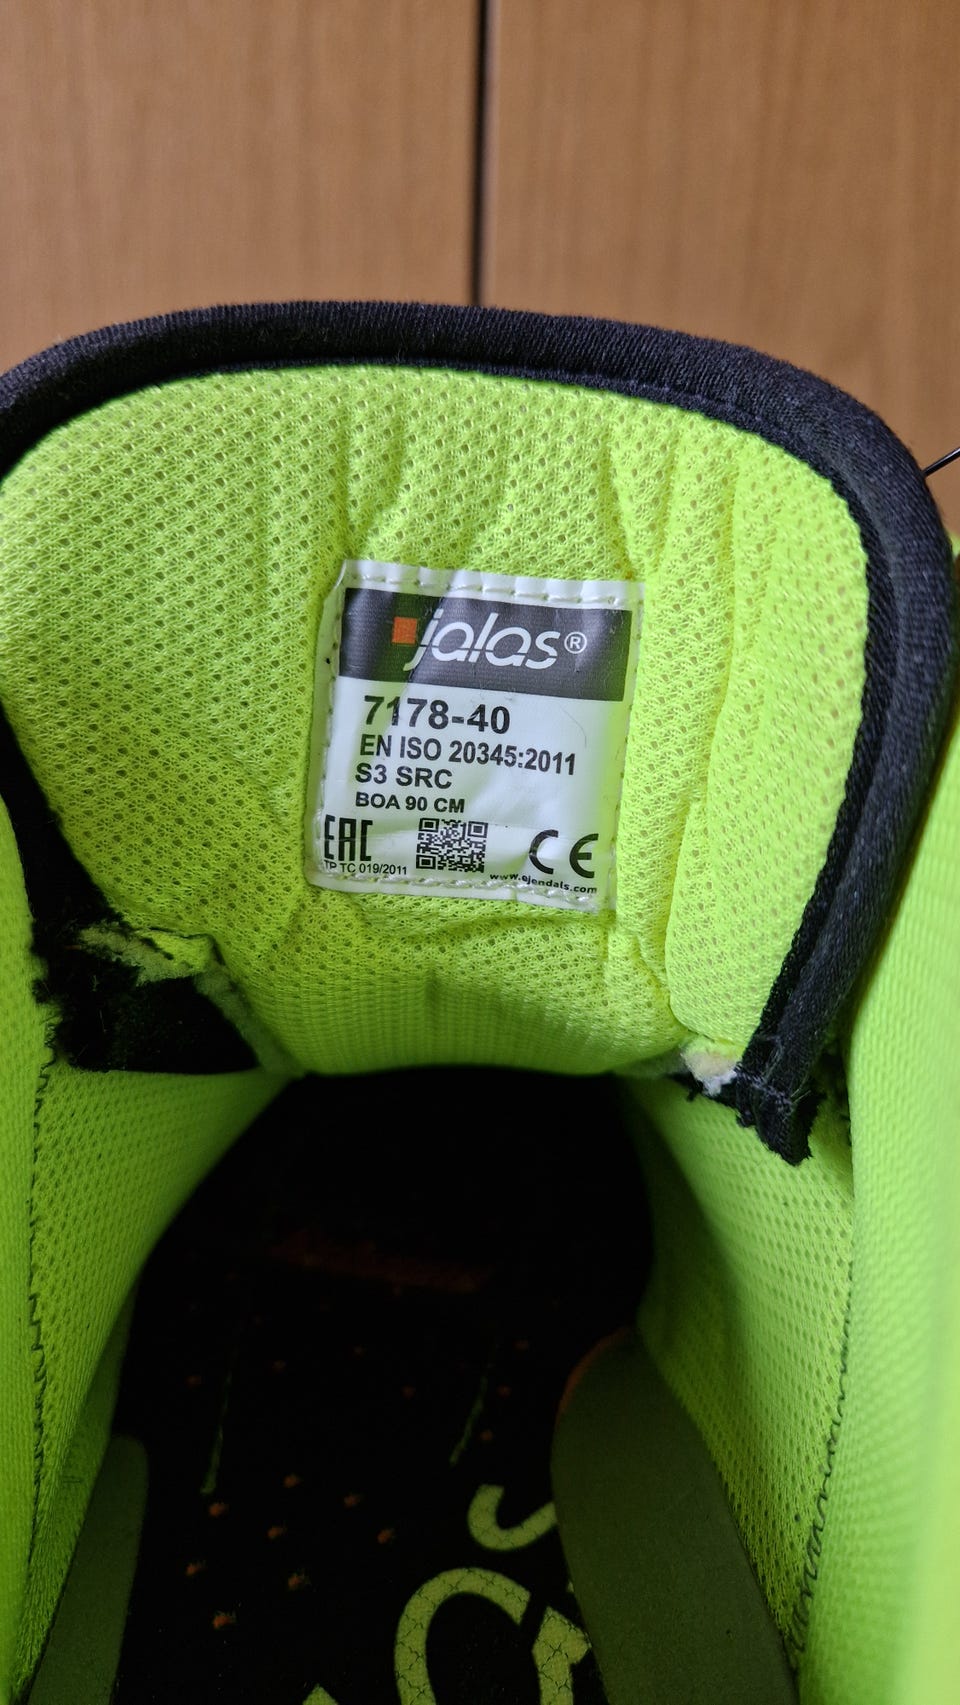 jalas®
7178-40
EN ISO 20345:2011
S3 SRC
BOA 90 CM
EAC
TP TC 019/2011
CE
www.ejendals.com